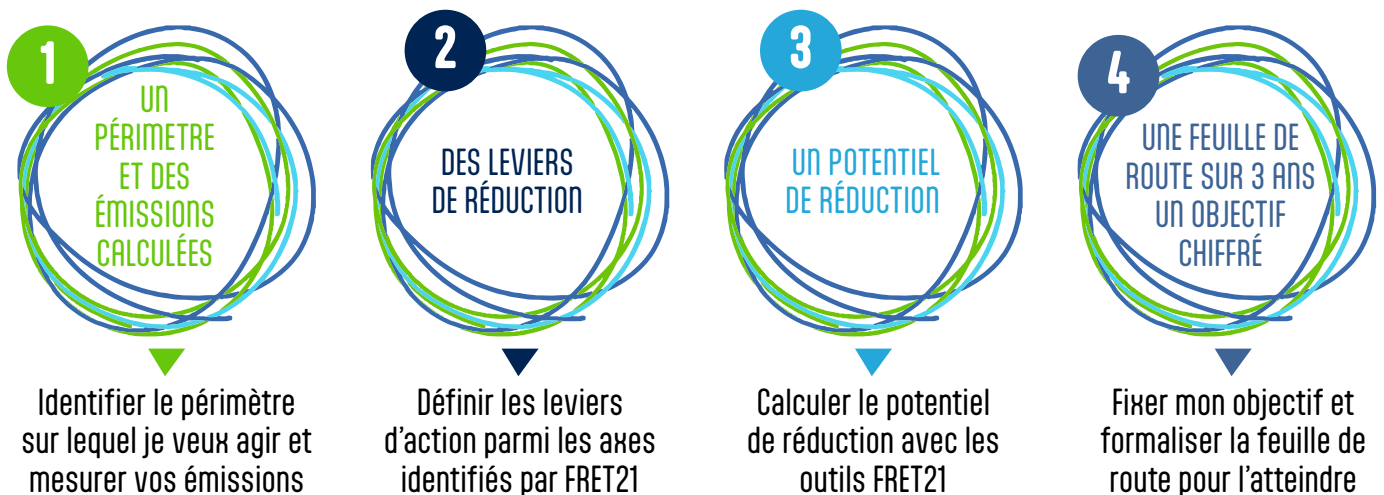 1
UN
PÉRIMETRE
ET DES
ÉMISSIONS
CALCULÉES
Identifier le périmètre
sur lequel je veux agir et
mesurer vos émissions
2
DES LEVIERS
DE RÉDUCTION
Définir les leviers
d'action parmi les axes
identifiés par FRET21
3
UN POTENTIEL
DE RÉDUCTION
Calculer le potentiel
de réduction avec les
outils FRET21
4
UNE FEUILLE DE
ROUTE SUR 3 ANS
UN OBJECTIF
CHIFFRÉ
Fixer mon objectif et
formaliser la feuille de
route pour l'atteindre